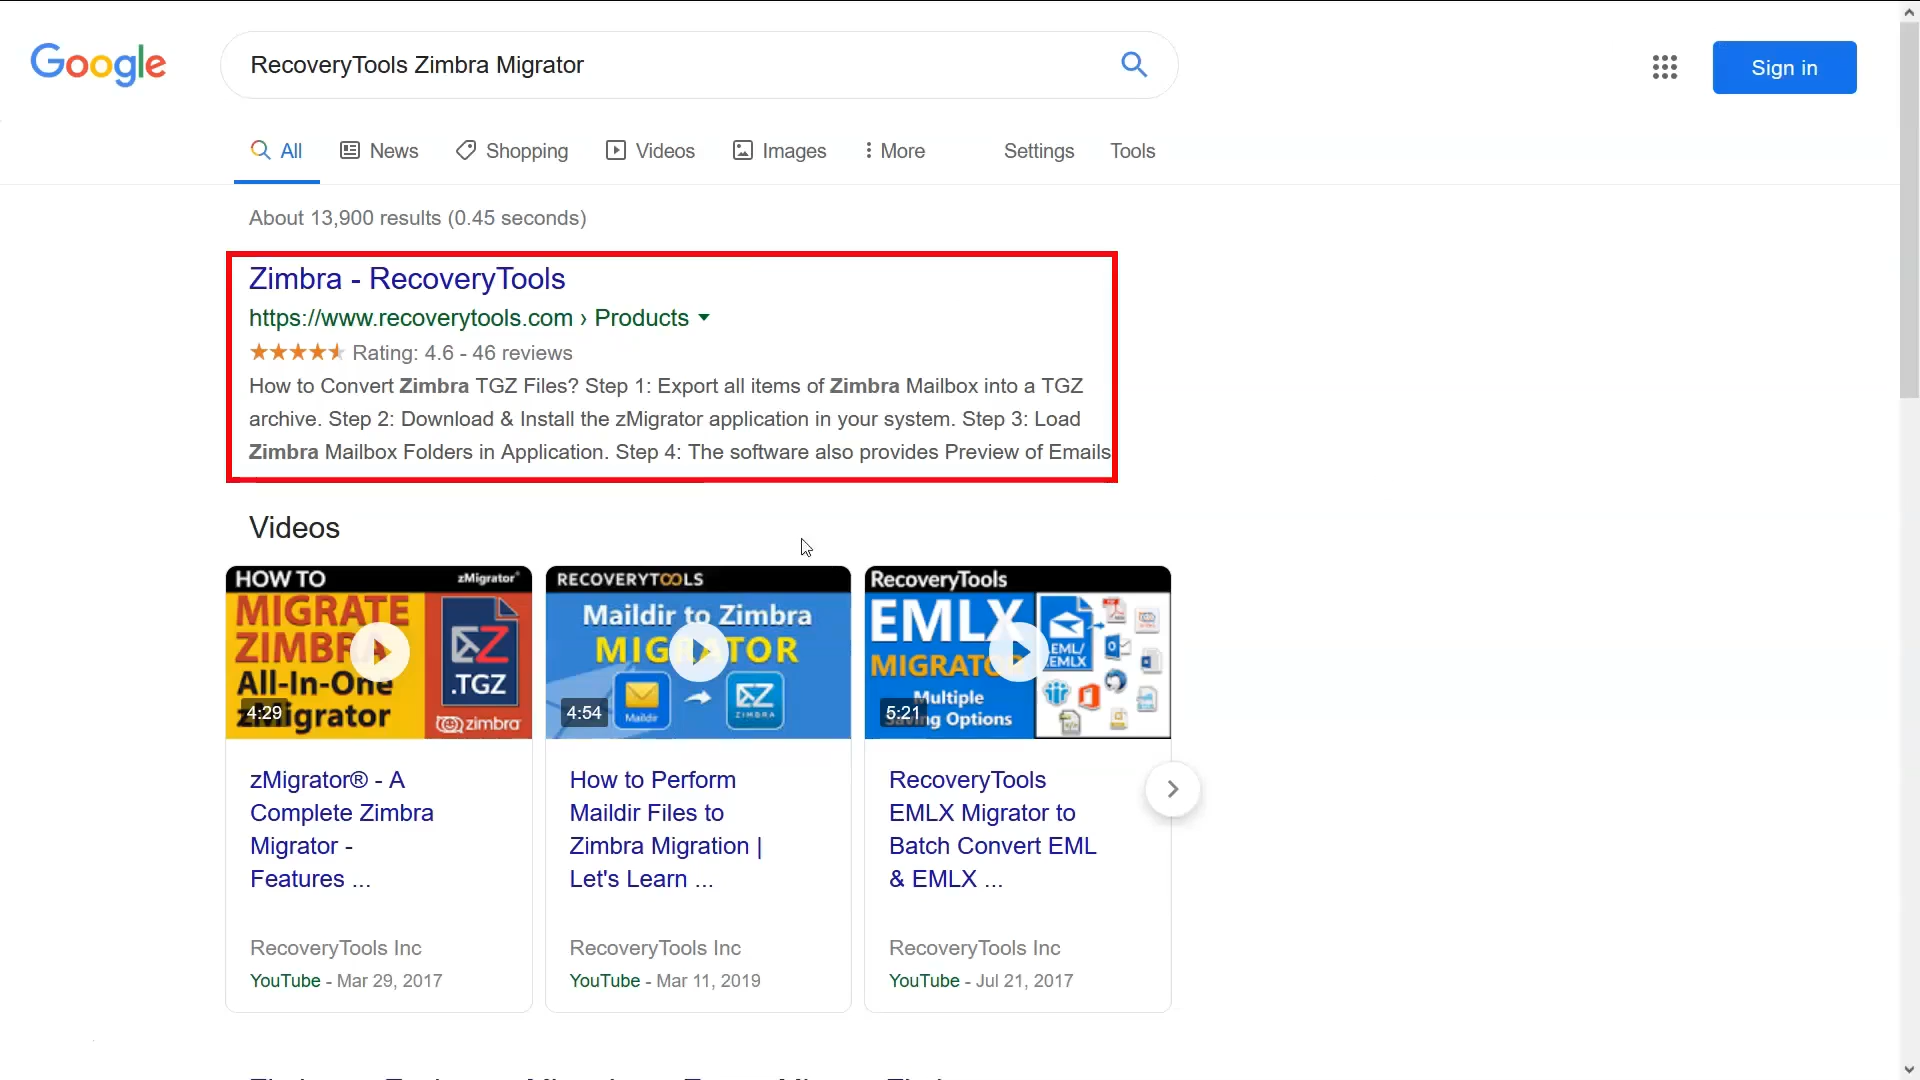 Google
RecoveryTools Zimbra Migrator
Sign in
All News Shopping Videos Images More Settings Tools
About 13,900 results (0.45 seconds)
Zimbra - RecoveryTools
https://www.recoverytools.com › Products
Rating: 4.6 - 46 reviews
How to Convert Zimbra TGZ Files? Step 1: Export all items of Zimbra Mailbox into a TGZ
archive. Step 2: Download & Install the zMigrator application in your system. Step 3: Load
Zimbra Mailbox Folders in Application. Step 4: The software also provides Preview of Emails
Videos
HOW TO zMigrator®
MIGRATE
ZIMBRA
All-In-One
zMigrator
.TGZ
zimbra
4:29
RECOVERYTOOLS
Maildir to Zimbra
MIGRATOR
Maildir
ZIMBRA
4:54
RecoveryTools
EMLX
MIGRATOR
EML/
EMLX
Multiple
Saving Options
5:21
zMigrator® - A
Complete Zimbra
Migrator -
Features ...
RecoveryTools Inc
YouTube - Mar 29, 2017
How to Perform
Maildir Files to
Zimbra Migration |
Let's Learn ...
RecoveryTools Inc
YouTube - Mar 11, 2019
RecoveryTools
EMLX Migrator to
Batch Convert EML
& EMLX ...
RecoveryTools Inc
YouTube - Jul 21, 2017